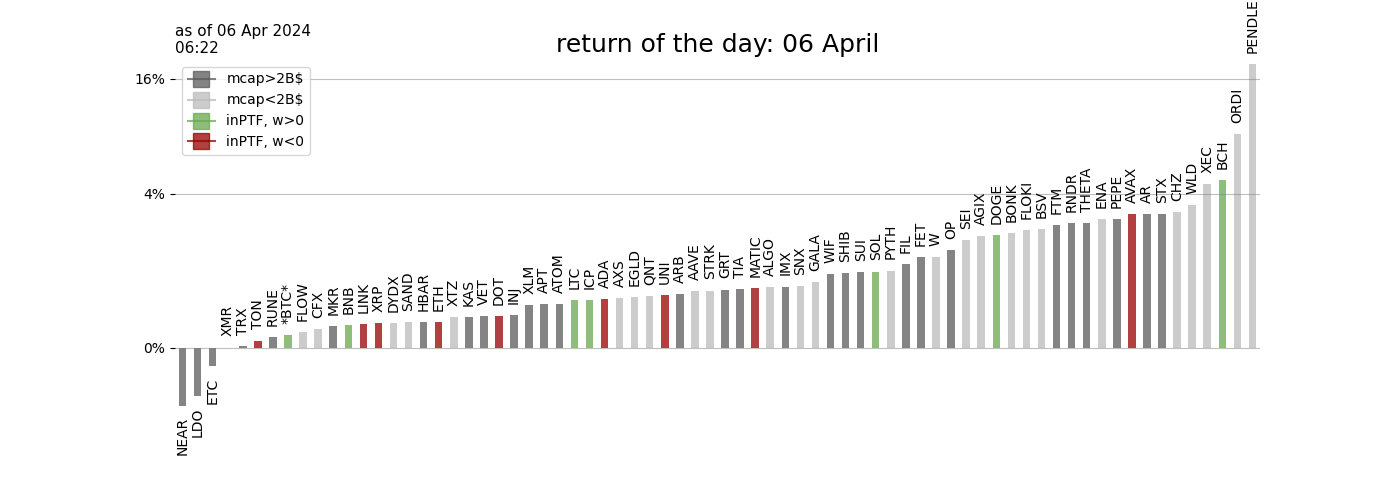 as of 06 Apr 2024
06:22
return of the day: 06 April
mcap>2B$
mcap<2B$
inPTF, w>0
inPTF, w<0
16%
4%
0%
NEAR
LDO
ETC
XMR
TRX
TON
RUNE
*BTC*
FLOW
CFX
MKR
BNB
LINK
XRP
DYDX
SAND
HBAR
ETH
XTZ
KAS
VET
DOT
INJ
XLM
APT
ATOM
LTC
ICP
ADA
AXS
EGLD
QNT
UNI
ARB
AAVE
STRK
GRT
TIA
MATIC
ALGO
IMX
SNX
GALA
WIF
SHIB
SUI
SOL
PYTH
FIL
FET
W
OP
SEI
AGIX
DOGE
BONK
FLOKI
BSV
FTM
RNDR
THETA
ENA
PEPE
AVAX
AR
STX
CHZ
WLD
XEC
BCH
ORDI
PENDLE